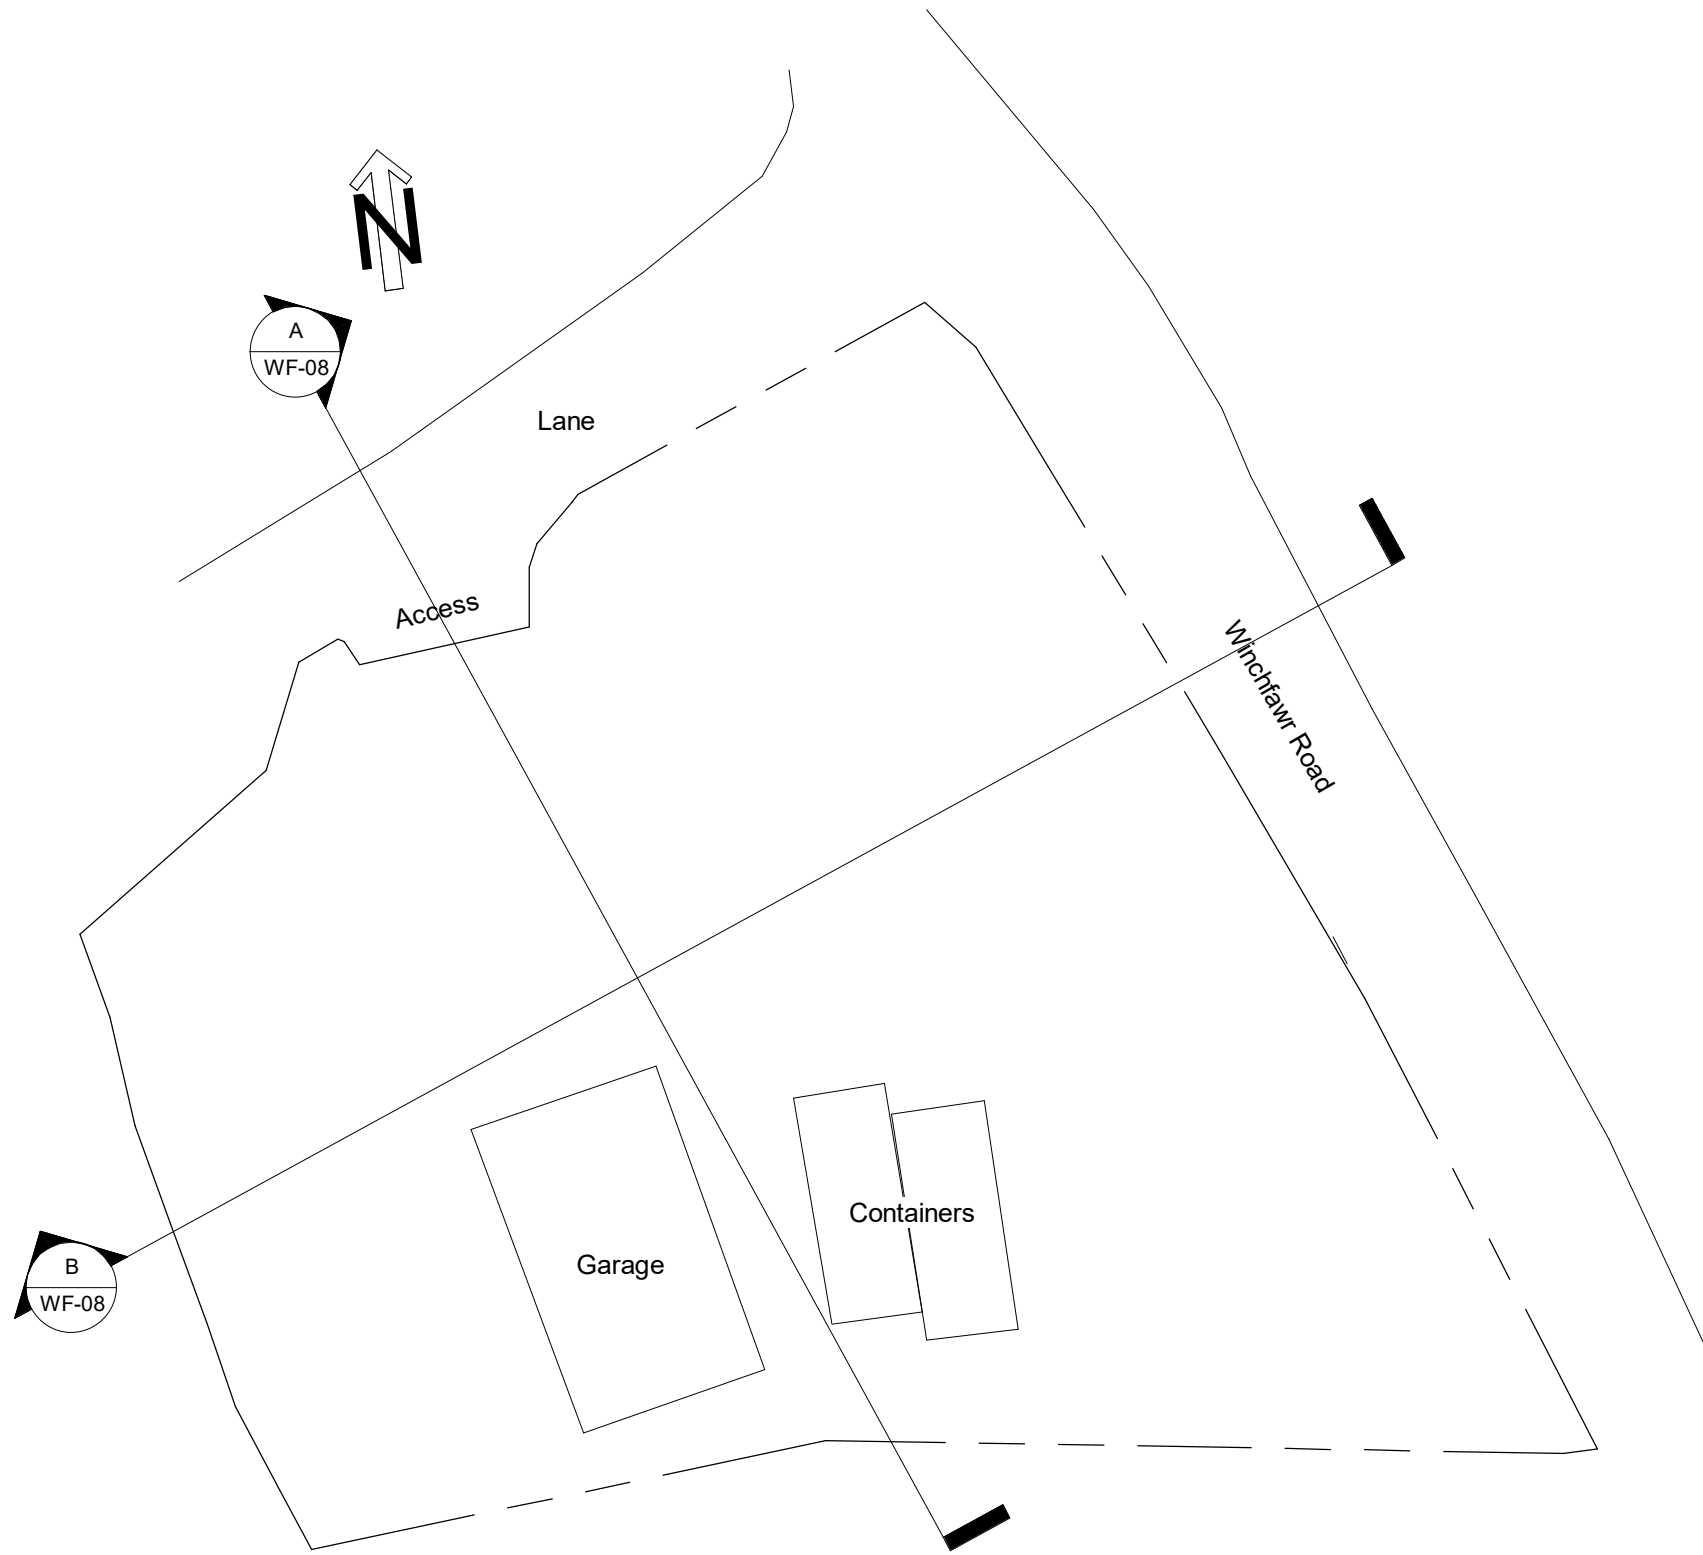 N
A
WF-08
Lane
Access
Winchfawr Road
Containers
Garage
B
WF-08